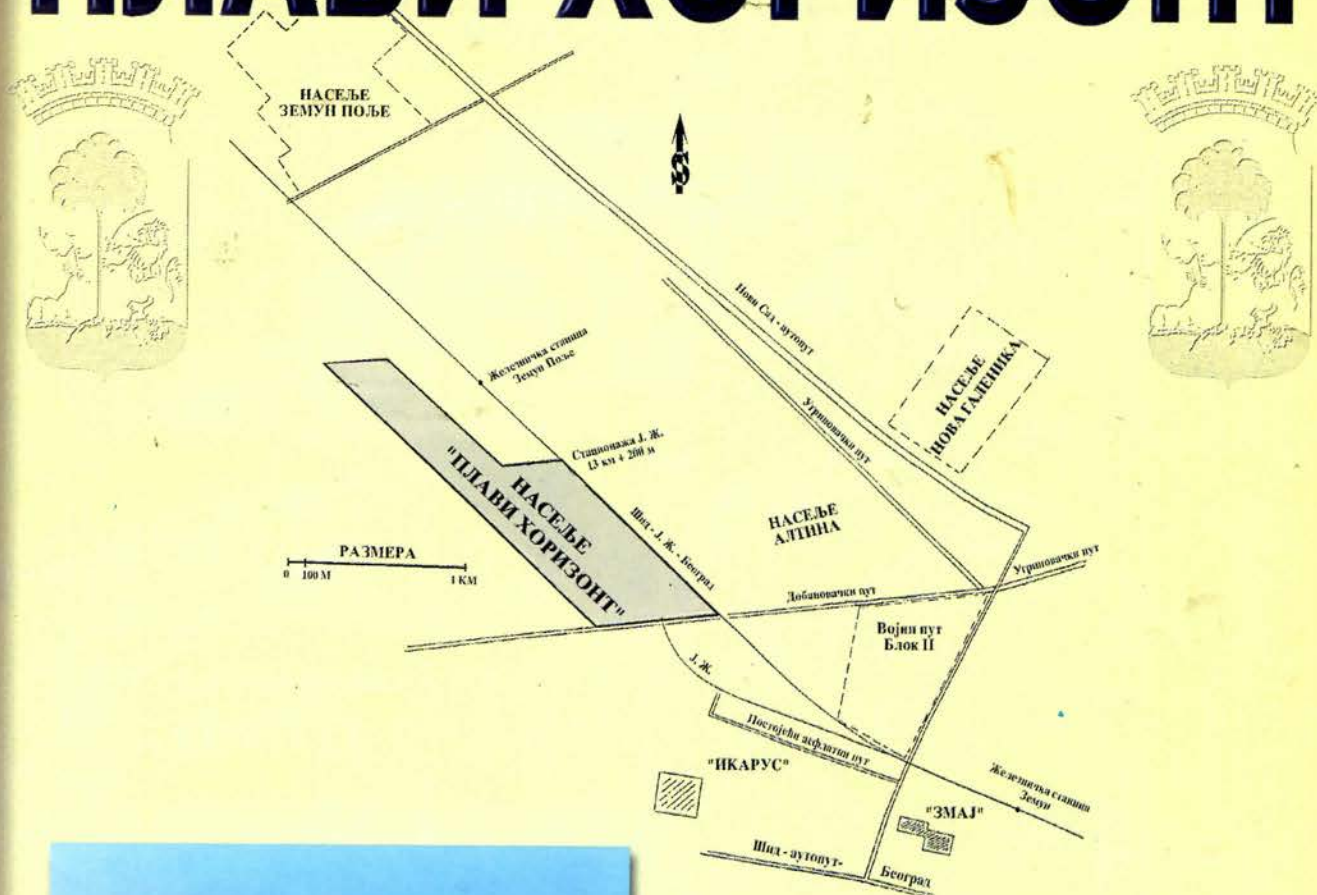 ПЛАВИ ХОРИЗОНТ
НАСЕЉЕ
ЗЕМУН ПОЉЕ
S
Нови Сад - аутопут
Железничка станица
Земун Поље
НАСЕЉЕ
НОВА ГАЛЕНИКА
Угриновачки пут
Стационажа Ј. Ж.
13 км + 200 м
НАСЕЉЕ
"ПЛАВИ ХОРИЗОНТ"
НАСЕЉЕ
АЛТИНА
Шид - Ј. Ж. - Београд
РАЗМЕРА
0 100 М 1 КМ
Угриновачки пут
Добановачки пут
Војни пут
Блок II
Ј. Ж.
Постојећи асфлатни пут
"ИКАРУС"
Железничка станица
Земун
"ЗМАЈ"
Шид - аутопут-
Београд